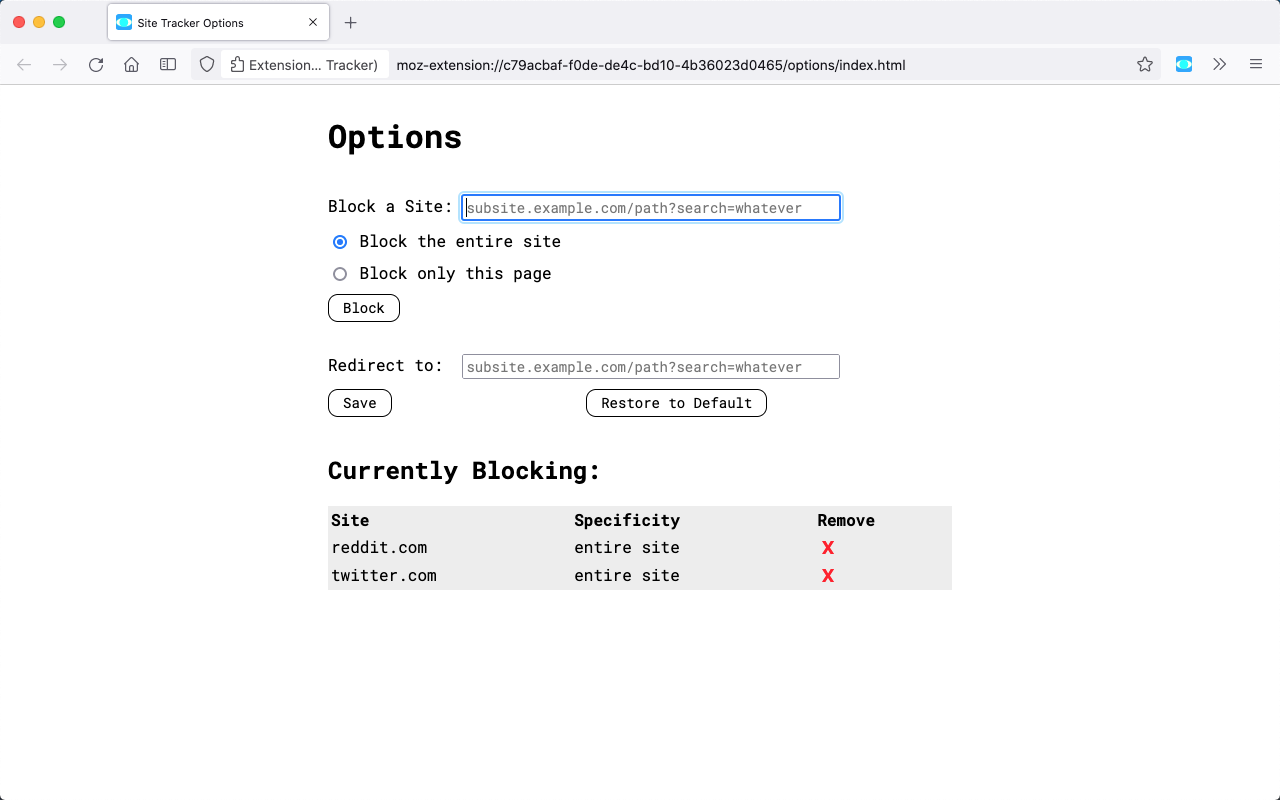 Site Tracker Options
Extension... Tracker) moz-extension://c79acbaf-f0de-de4c-bd10-4b36023d0465/options/index.html
Options
Block a Site: subsite.example.com/path?search=whatever
Block the entire site
Block only this page
Block
Redirect to: subsite.example.com/path?search=whatever
Save Restore to Default
Currently Blocking:
Site Specificity Remove
reddit.com entire site X
twitter.com entire site X